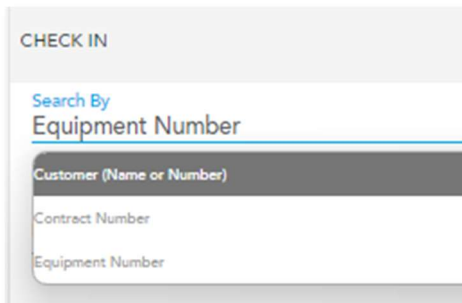 CHECK IN
Search By
Equipment Number
Customer (Name or Number)
Contract Number
Equipment Number